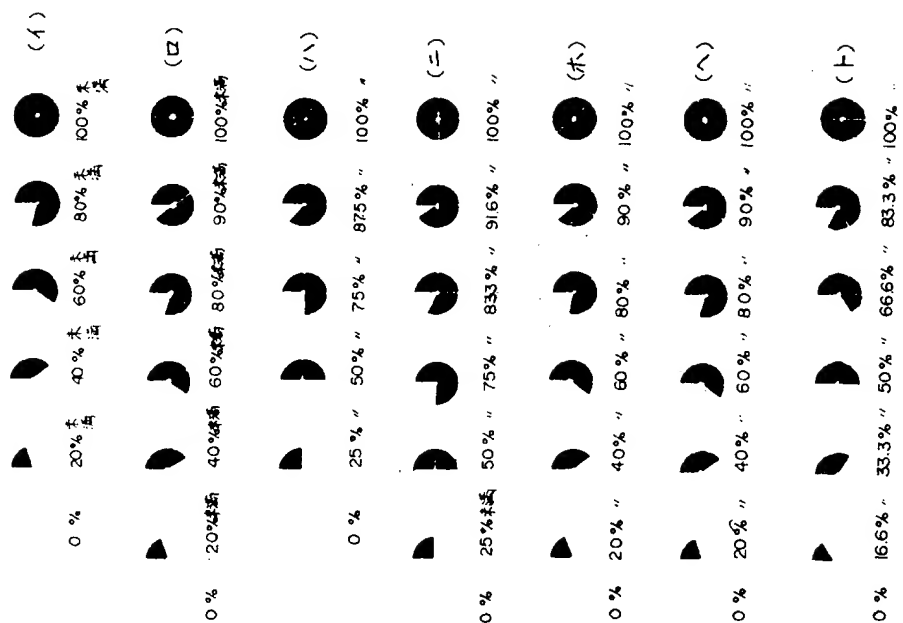 (イ)
0% 20%未満 40%未満 60%未満 80%未満 100%未満
(ロ)
0% 20%未満 40%未満 60%未満 80%未満 90%未満 100%未満
(ハ)
0% 25%〃 50%〃 75%〃 875%〃 100%〃
(ニ)
0% 25%未満 50%〃 75%〃 833%〃 91.6%〃 100%〃
(ホ)
0% 20%〃 40%〃 60%〃 80%〃 90%〃 100%〃
(ヘ)
0% 20%〃 40%〃 60%〃 80%〃 90%〃 100%〃
(ト)
0% 16.6%〃 33.3%〃 50%〃 66.6%〃 83.3%〃 100%〃